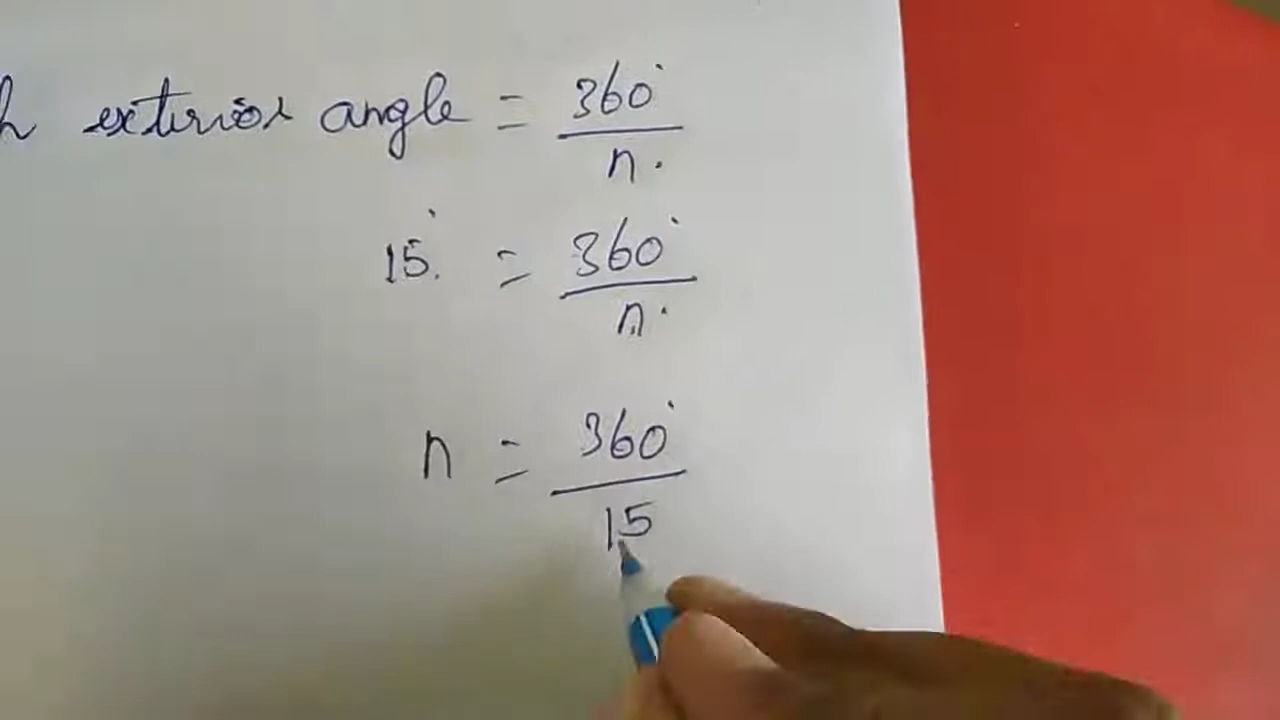 h exterior angle = 360° / n.
15.° = 360° / n.
n = 360° / 15